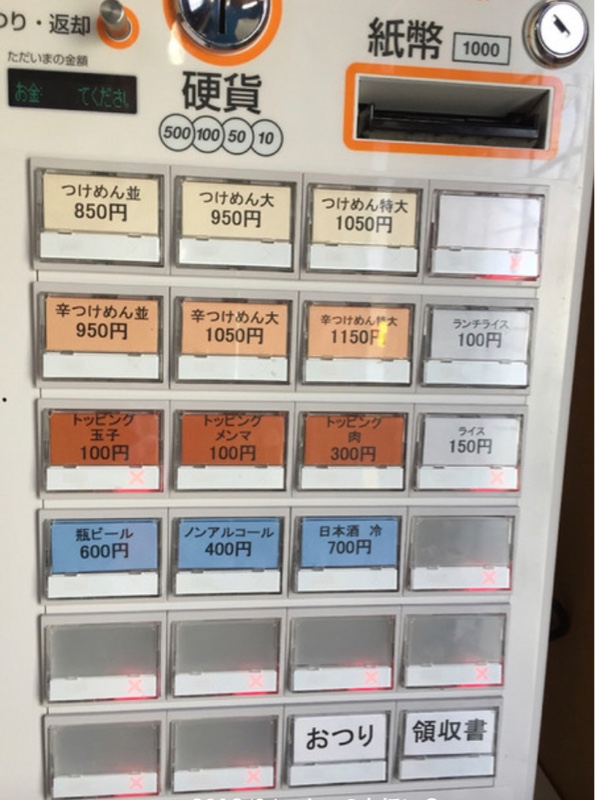 つり・返却
ただいまの金額
お金 てください
硬貨
500 100 50 10
紙幣 1000
つけめん並
850円
つけめん大
950円
つけめん特大
1050円
辛つけめん並
950円
辛つけめん大
1050円
辛つけめん特大
1150円
ランチライス
100円
トッピング
玉子
100円
トッピング
メンマ
100円
トッピング
肉
300円
ライス
150円
瓶ビール
600円
ノンアルコール
400円
日本酒 冷
700円
おつり
領収書